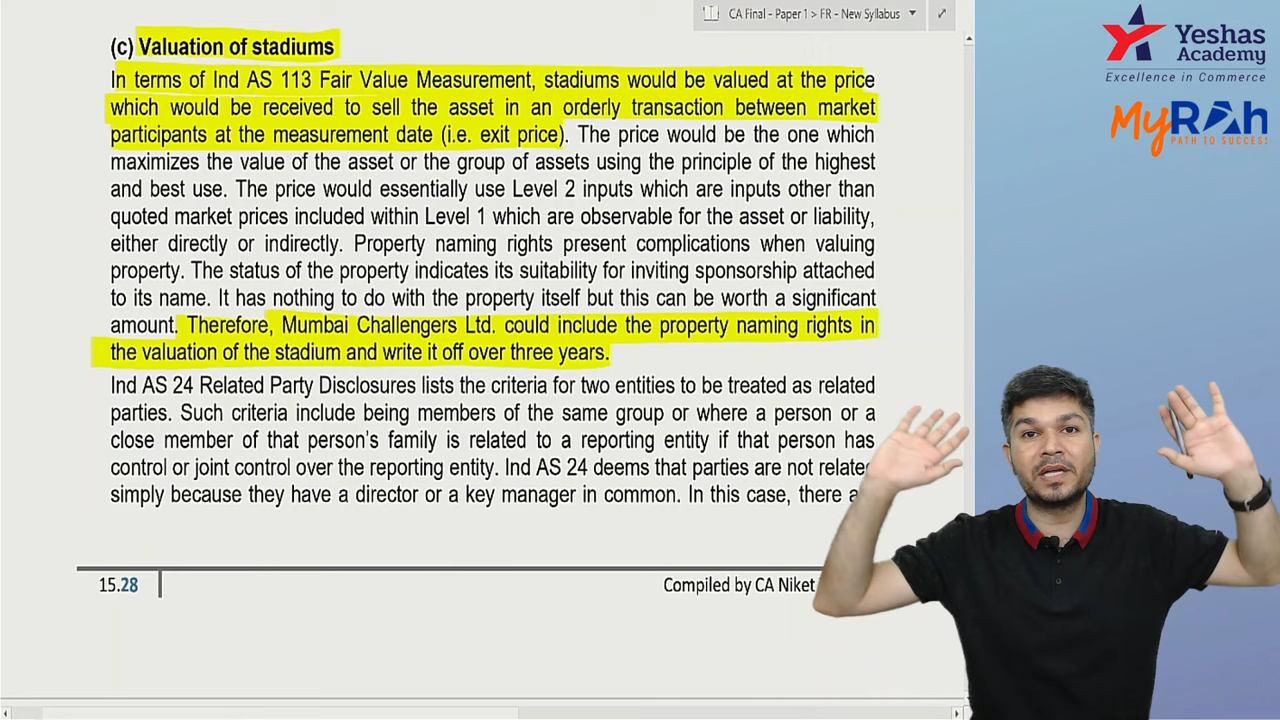 CA Final - Paper 1 > FR - New Syllabus
Yeshas
Academy
Excellence in Commerce
MyRAh
PATH TO SUCCESS
(c) Valuation of stadiums
In terms of Ind AS 113 Fair Value Measurement, stadiums would be valued at the price
which would be received to sell the asset in an orderly transaction between market
participants at the measurement date (i.e. exit price). The price would be the one which
maximizes the value of the asset or the group of assets using the principle of the highest
and best use. The price would essentially use Level 2 inputs which are inputs other than
quoted market prices included within Level 1 which are observable for the asset or liability,
either directly or indirectly. Property naming rights present complications when valuing
property. The status of the property indicates its suitability for inviting sponsorship attached
to its name. It has nothing to do with the property itself but this can be worth a significant
amount. Therefore, Mumbai Challengers Ltd. could include the property naming rights in
the valuation of the stadium and write it off over three years.
Ind AS 24 Related Party Disclosures lists the criteria for two entities to be treated as related
parties. Such criteria include being members of the same group or where a person or a
close member of that person's family is related to a reporting entity if that person has
control or joint control over the reporting entity. Ind AS 24 deems that parties are not relate
simply because they have a director or a key manager in common. In this case, there a
15.28
Compiled by CA Niket